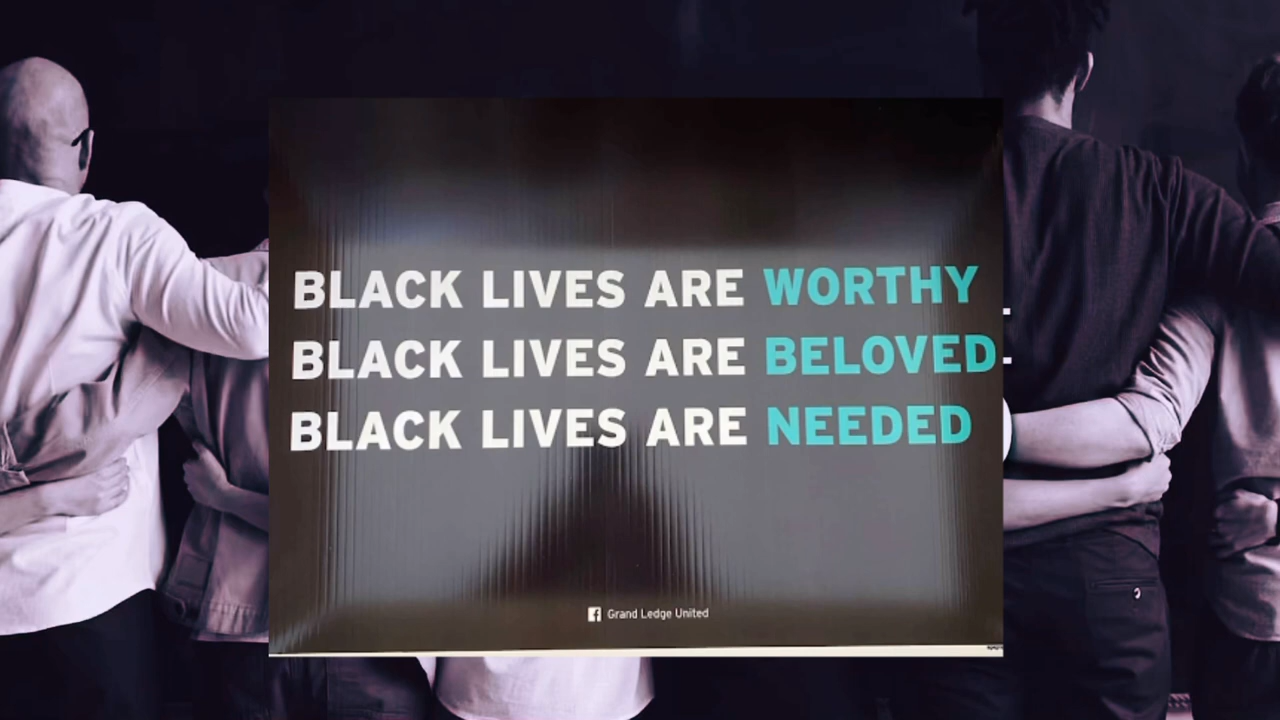 BLACK LIVES ARE WORTHY
BLACK LIVES ARE BELOVED
BLACK LIVES ARE NEEDED
Grand Ledge United